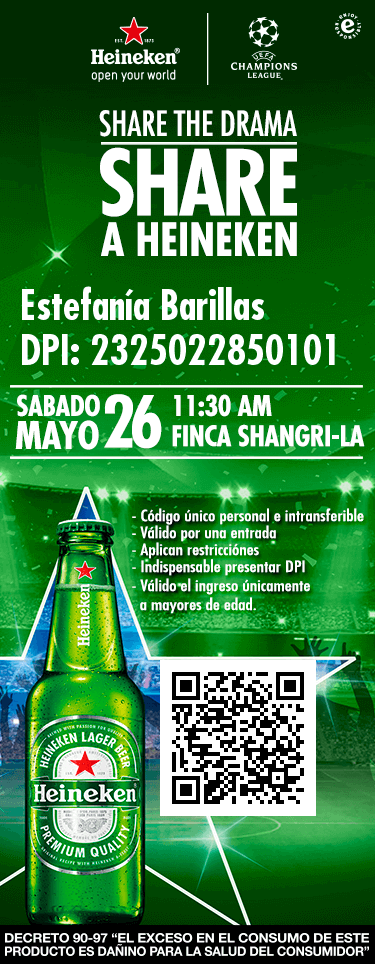 EST. 1873
Heineken®
open your world
UEFA
CHAMPIONS
LEAGUE
ENJOY RESPONSIBLY
SHARE THE DRAMA
SHARE
A HEINEKEN
Estefanía Barillas
DPI: 2325022850101
SABADO
MAYO
26
11:30 AM
FINCA SHANGRI-LA
- Código único personal e intransferible
- Válido por una entrada
- Aplican restricciónes
- Indispensable presentar DPI
- Válido el ingreso únicamente
a mayores de edad.
Heineken
HEINEKEN LAGER BEER
Heineken
PREMIUM QUALITY
DECRETO 90-97 “EL EXCESO EN EL CONSUMO DE ESTE
PRODUCTO ES DAÑINO PARA LA SALUD DEL CONSUMIDOR”